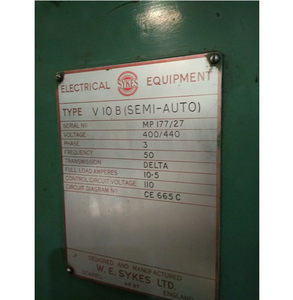 ELECTRICAL SYKES EQUIPMENT
TYPE V 10 B (SEMI-AUTO)
SERIAL Nº MP 177/27
VOLTAGE 400/440
PHASE 3
FREQUENCY 50
TRANSMISSION DELTA
FULL LOAD AMPERES 10·5
CONTROL CIRCUIT VOLTAGE 110
CIRCUIT DIAGRAM Nº CE 665 C
DESIGNED AND MANUFACTURED
W. E. SYKES LTD.
ENGLAND